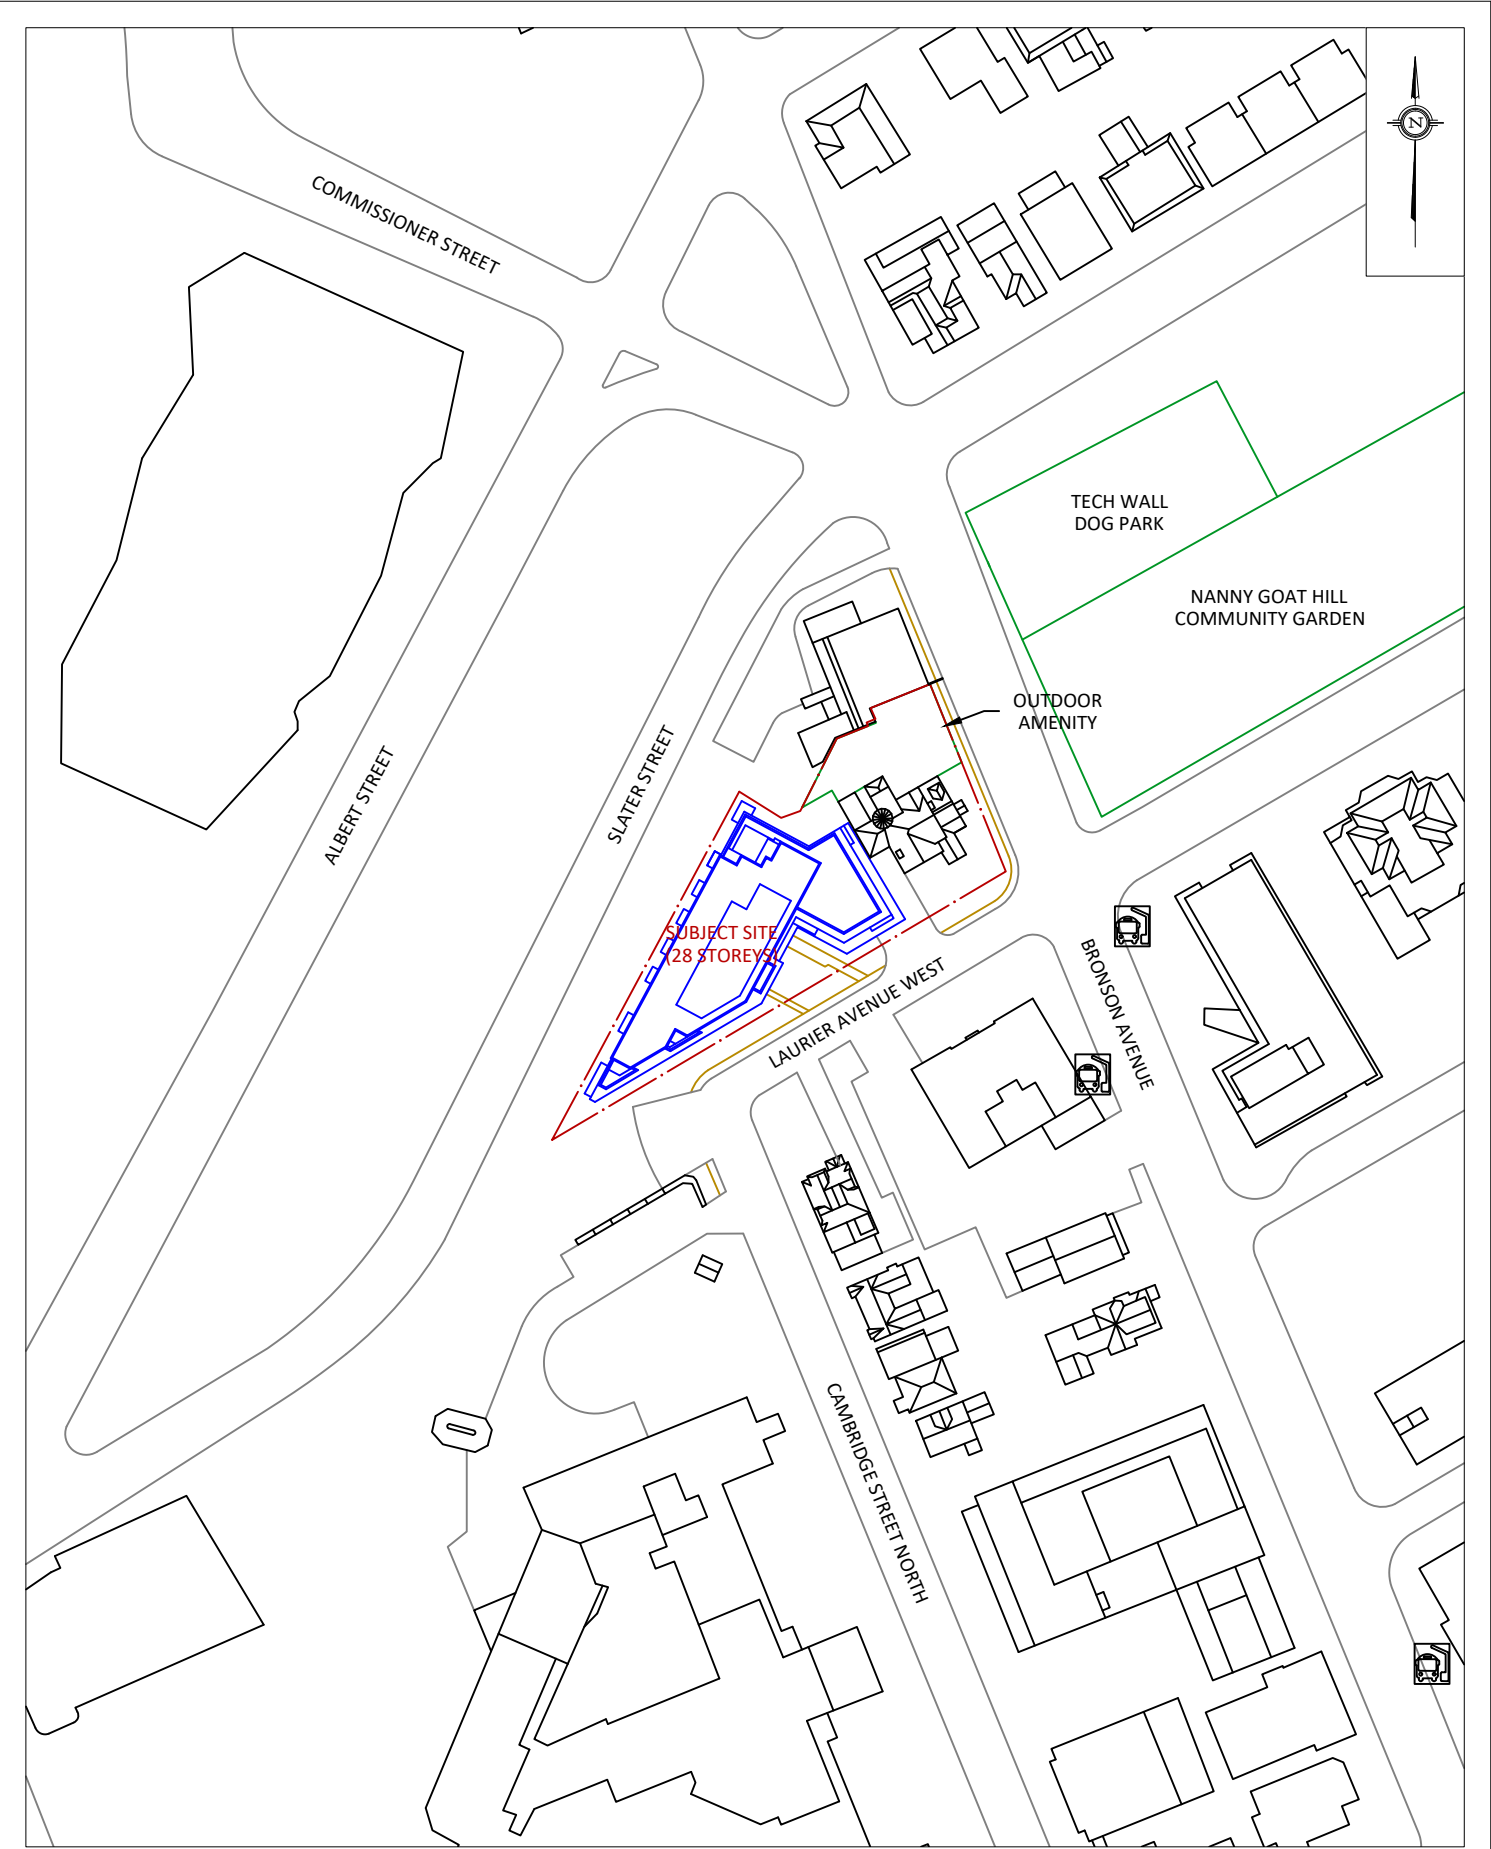 COMMISSIONER STREET
N
TECH WALL
DOG PARK
NANNY GOAT HILL
COMMUNITY GARDEN
OUTDOOR
AMENITY
ALBERT STREET
SLATER STREET
SUBJECT SITE
(28 STOREYS)
LAURIER AVENUE WEST
BRONSON AVENUE
CAMBRIDGE STREET NORTH